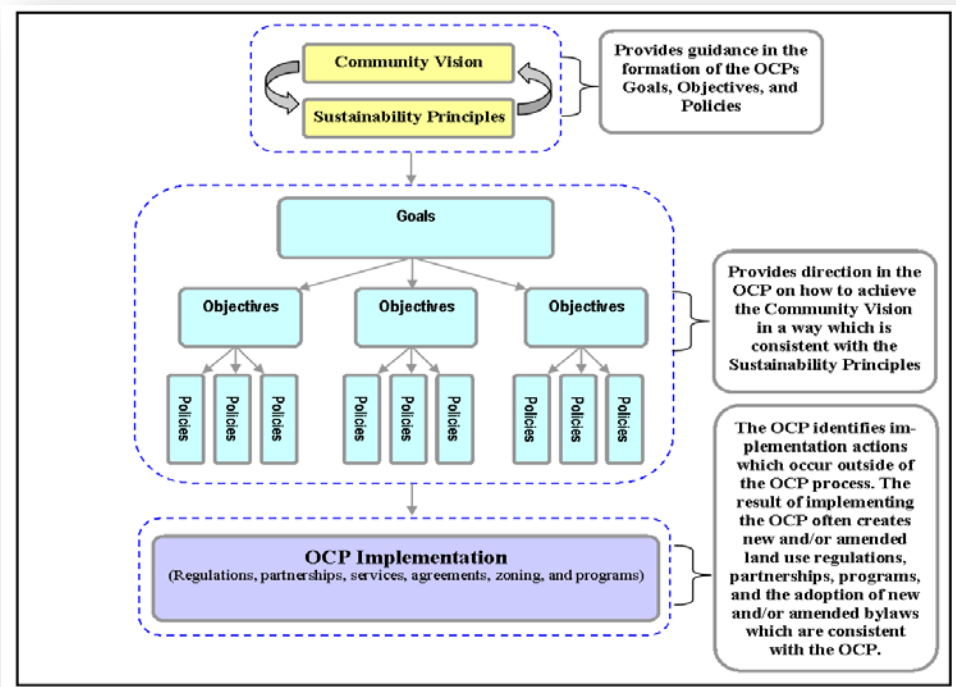 Community Vision
Sustainability Principles
Provides guidance in the
formation of the OCPs
Goals, Objectives, and
Policies
Goals
Objectives
Objectives
Objectives
Policies
Policies
Policies
Policies
Policies
Policies
Policies
Policies
Policies
Provides direction in the
OCP on how to achieve
the Community Vision
in a way which is
consistent with the
Sustainability Principles
OCP Implementation
(Regulations, partnerships, services, agreements, zoning, and programs)
The OCP identifies im-
plementation actions
which occur outside of
the OCP process. The
result of implementing
the OCP often creates
new and/or amended
land use regulations,
partnerships, programs,
and the adoption of new
and/or amended bylaws
which are consistent
with the OCP.